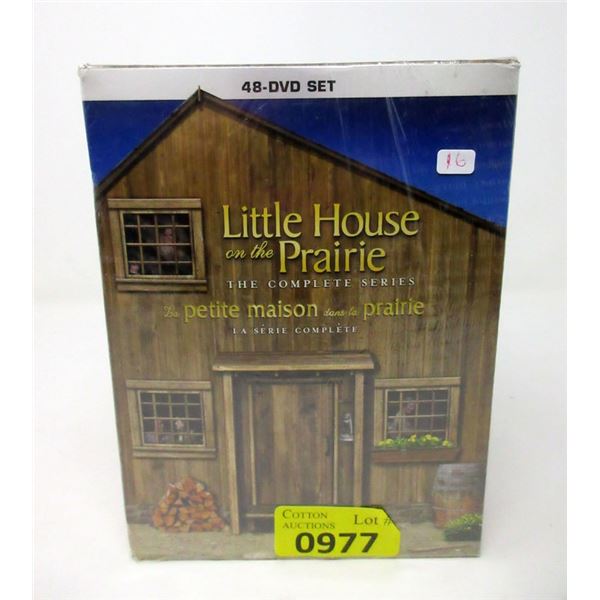 48-DVD SET
16
Little House
on the Prairie
THE COMPLETE SERIES
La petite maison dans la prairie
LA SÉRIE COMPLÈTE
COTTON
AUCTIONS
Lot #
0977